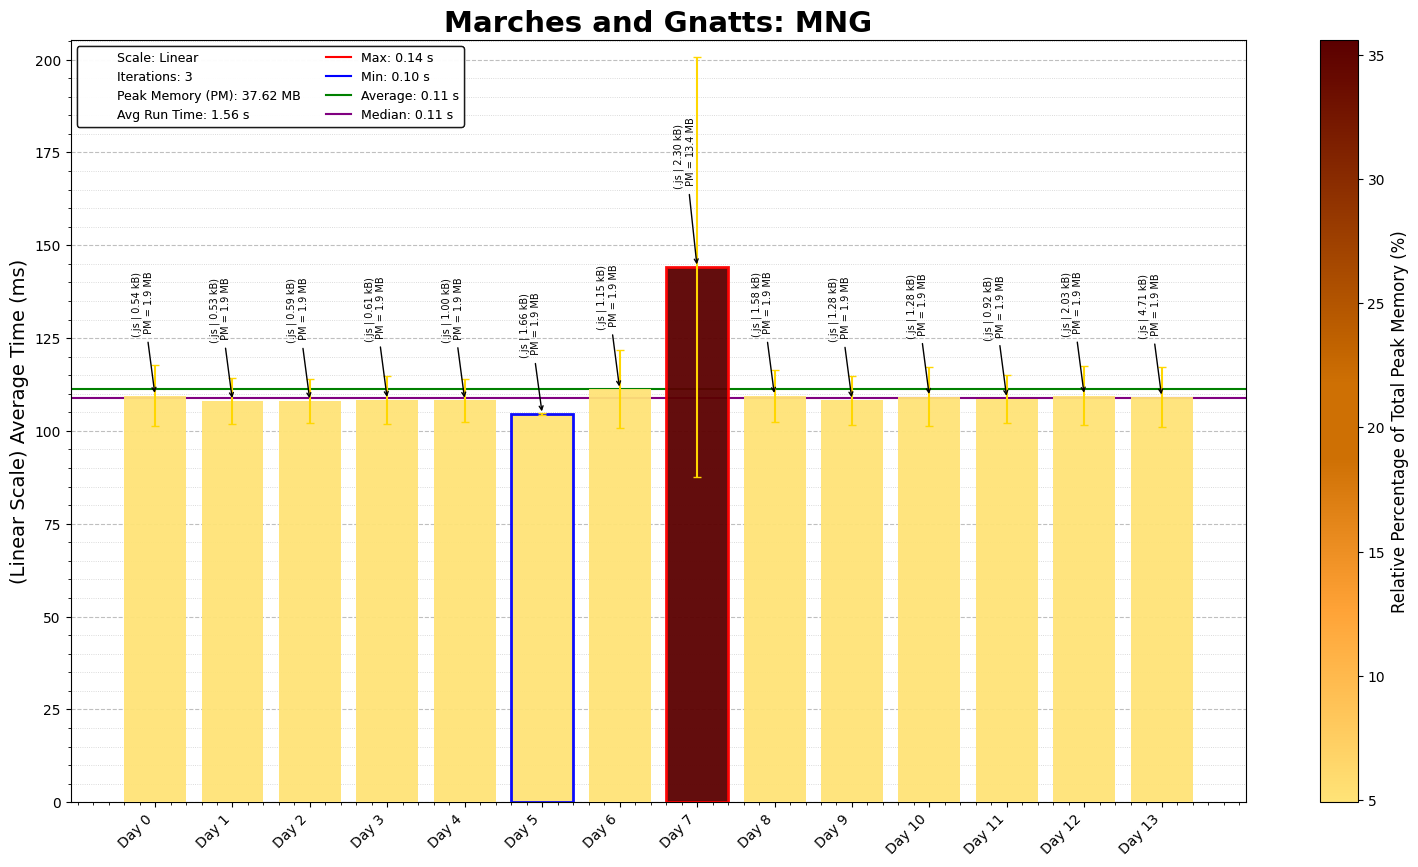 Marches and Gnatts: MNG
Scale: Linear
Iterations: 3
Peak Memory (PM): 37.62 MB
Avg Run Time: 1.56 s
Max: 0.14 s
Min: 0.10 s
Average: 0.11 s
Median: 0.11 s
(Linear Scale) Average Time (ms)
200
175
150
125
100
75
50
25
0
(.js | 0.54 kB)
PM = 1.9 MB
(.js | 0.53 kB)
PM = 1.9 MB
(.js | 0.59 kB)
PM = 1.9 MB
(.js | 0.61 kB)
PM = 1.9 MB
(.js | 1.00 kB)
PM = 1.9 MB
(.js | 1.66 kB)
PM = 1.9 MB
(.js | 1.15 kB)
PM = 1.9 MB
(.js | 2.30 kB)
PM = 13.4 MB
(.js | 1.58 kB)
PM = 1.9 MB
(.js | 1.28 kB)
PM = 1.9 MB
(.js | 1.28 kB)
PM = 1.9 MB
(.js | 0.92 kB)
PM = 1.9 MB
(.js | 2.03 kB)
PM = 1.9 MB
(.js | 4.71 kB)
PM = 1.9 MB
Day 0
Day 1
Day 2
Day 3
Day 4
Day 5
Day 6
Day 7
Day 8
Day 9
Day 10
Day 11
Day 12
Day 13
35
30
25
20
15
10
5
Relative Percentage of Total Peak Memory (%)